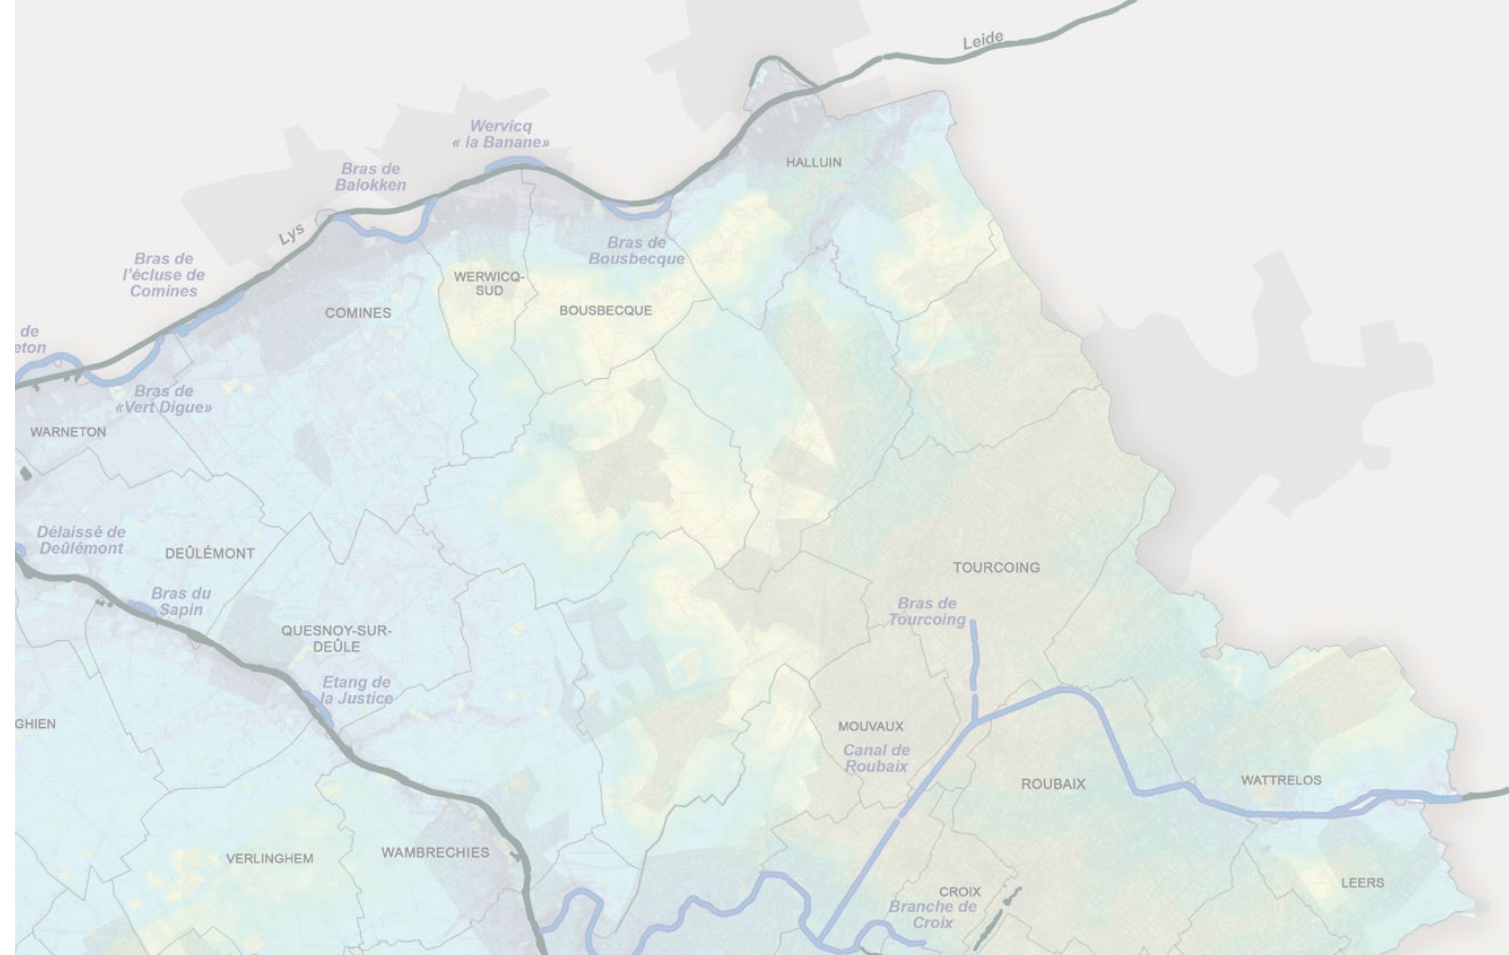 Leide
Wervicq
« la Banane»
HALLUIN
Bras de
Balokken
Lys
Bras de
Bousbecque
Bras de
l'écluse de
Comines
WERWICQ-
SUD
COMINES
BOUSBECQUE
de
eton
Bras de
«Vert Digue»
WARNETON
Délaissé de
Deûlémont
DEÛLÉMONT
TOURCOING
Bras du
Sapin
Bras de
Tourcoing
QUESNOY-SUR-
DEÛLE
Etang de
la Justice
GHIEN
MOUVAUX
Canal de
Roubaix
ROUBAIX
WATTRELOS
VERLINGHEM
WAMBRECHIES
LEERS
CROIX
Branche de
Croix